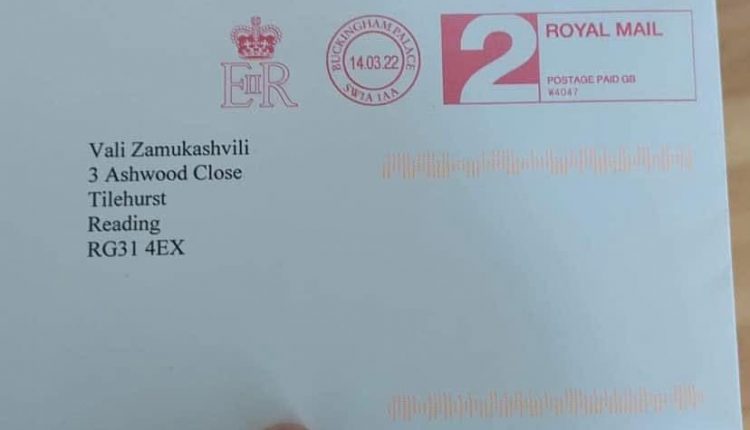 EIIR
BUCKINGHAM PALACE
14.03.22
SW1A 1AA
2
ROYAL MAIL
POSTAGE PAID GB
W4047
Vali Zamukashvili
3 Ashwood Close
Tilehurst
Reading
RG31 4EX